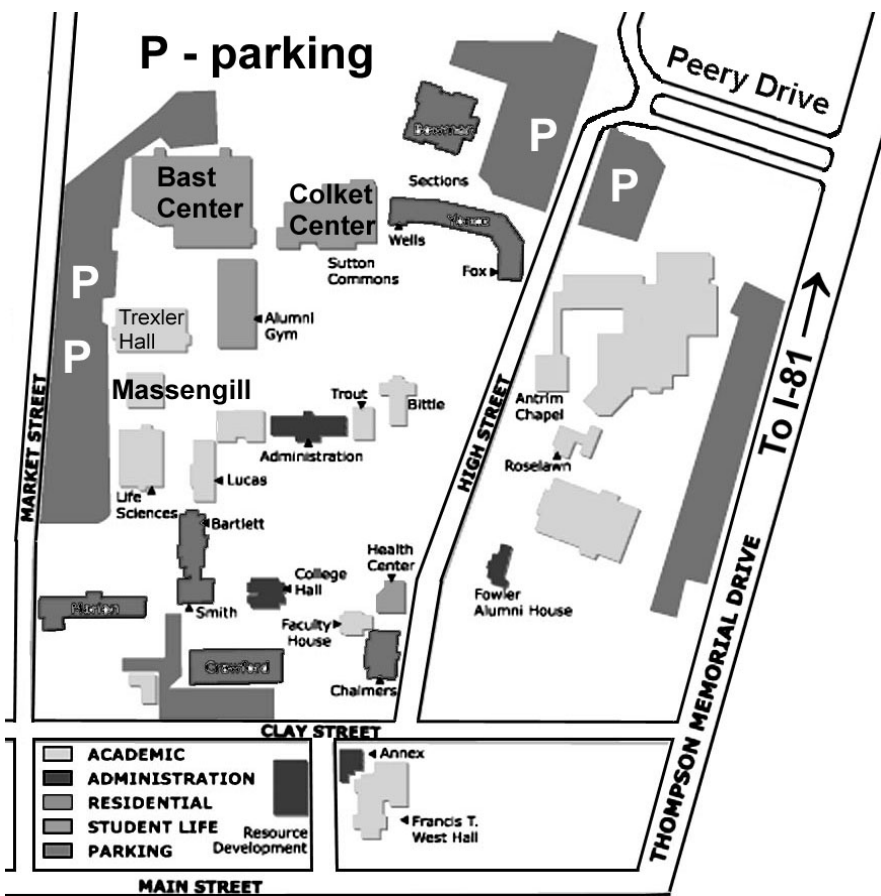 P - parking
Peery Drive
P
P
Bast
Center
Colket
Center
Sections
Wells
Sutton
Commons
Fox
Alumni
Gym
P
P
Trexler
Hall
Massengill
Trout
Bittle
Administration
Lucas
Life
Sciences
Bartlett
Antrim
Chapel
Roselawn
To I-81
MARKET STREET
HIGH STREET
College
Hall
Health
Center
Smith
Faculty
House
Fowler
Alumni House
Crawford
Chalmers
CLAY STREET
THOMPSON MEMORIAL DRIVE
ACADEMIC
ADMINISTRATION
RESIDENTIAL
STUDENT LIFE
PARKING
Resource
Development
Annex
Francis T.
West Hall
MAIN STREET